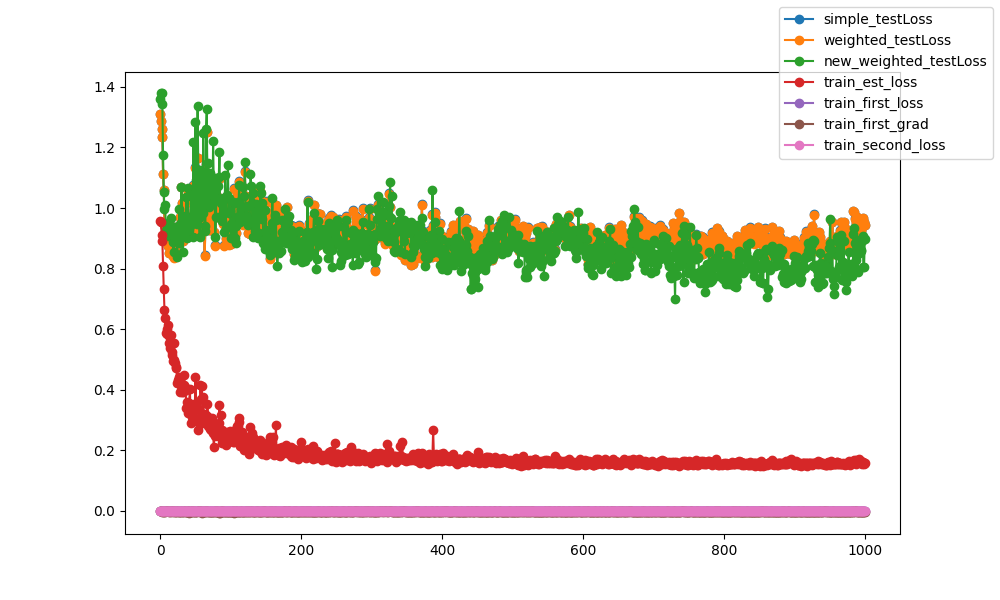 simple_testLoss
weighted_testLoss
new_weighted_testLoss
train_est_loss
train_first_loss
train_first_grad
train_second_loss
1.4
1.2
1.0
0.8
0.6
0.4
0.2
0.0
0 200 400 600 800 1000